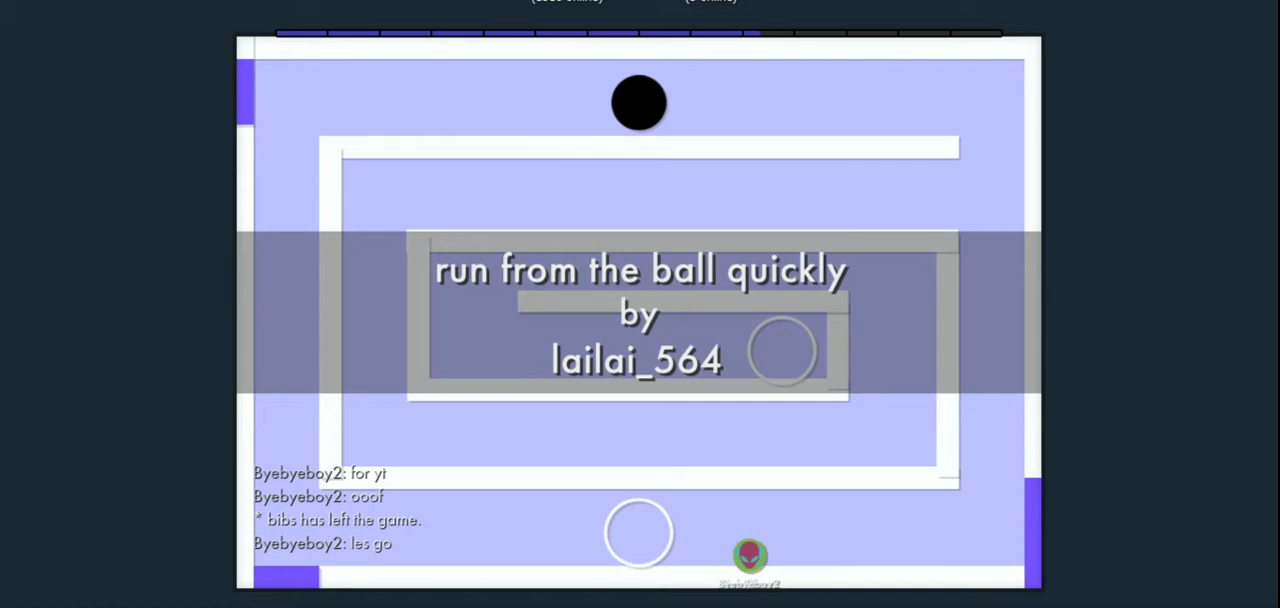 run from the ball quickly
by
lailai_564
Byebyeboy2: for yt
Byebyeboy2: ooof
* bibs has left the game.
Byebyeboy2: les go
Byebyeboy2